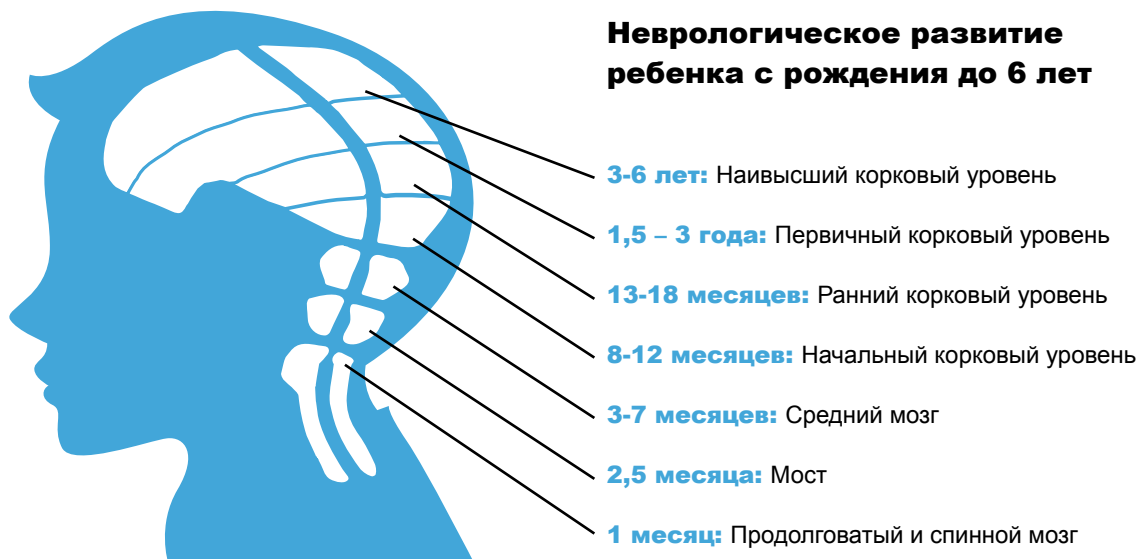 Неврологическое развитие
ребенка с рождения до 6 лет
3-6 лет: Наивысший корковый уровень
1,5 – 3 года: Первичный корковый уровень
13-18 месяцев: Ранний корковый уровень
8-12 месяцев: Начальный корковый уровень
3-7 месяцев: Средний мозг
2,5 месяца: Мост
1 месяц: Продолговатый и спинной мозг